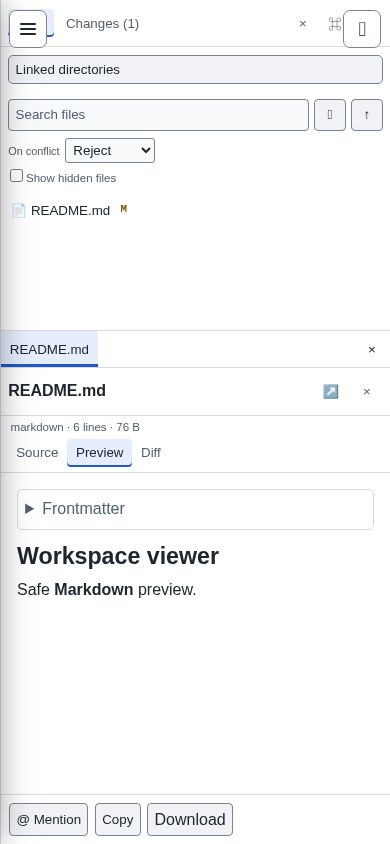 Changes (1) × ⌘
Linked directories
Search files ↑
On conflict Reject
Show hidden files
README.md M
README.md ×
README.md ×
markdown · 6 lines · 76 B
Source Preview Diff
Frontmatter
Workspace viewer
Safe Markdown preview.
@ Mention Copy Download